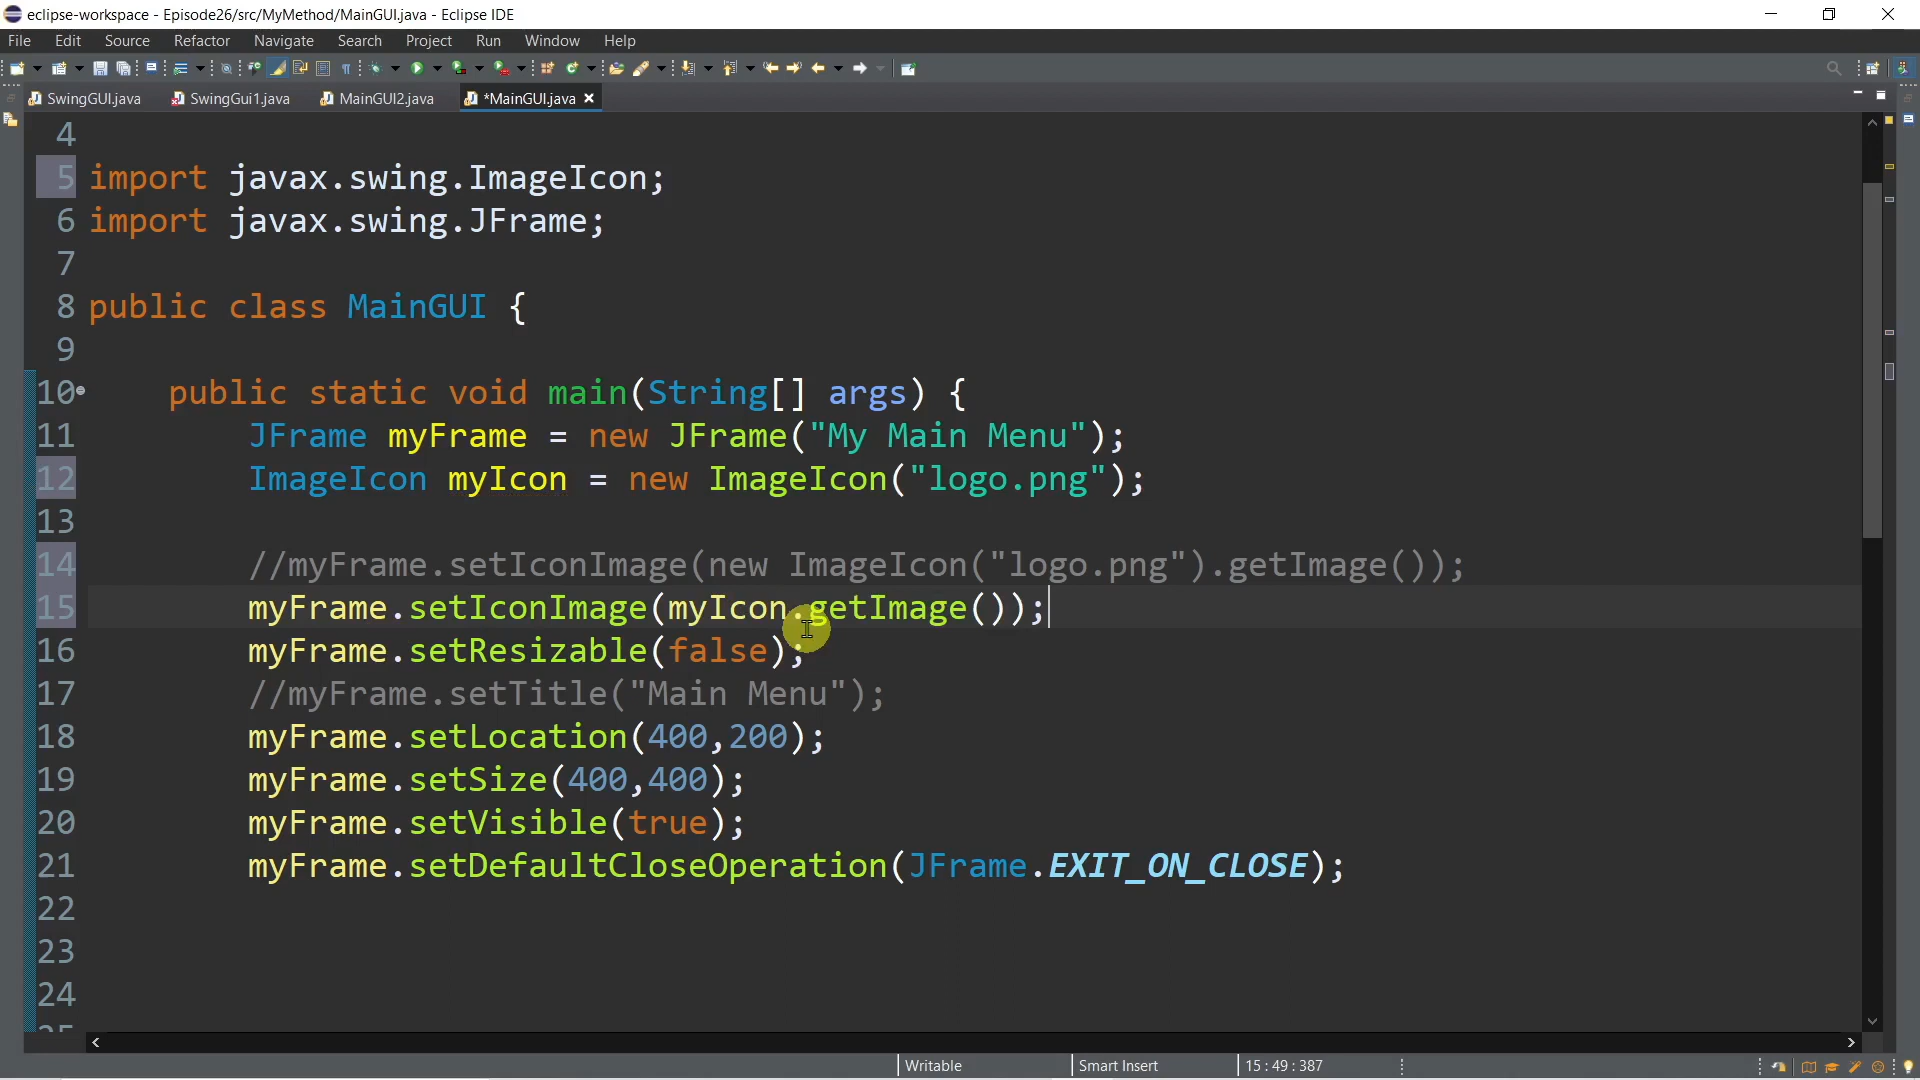 eclipse-workspace - Episode26/src/MyMethod/MainGUI.java - Eclipse IDE
File Edit Source Refactor Navigate Search Project Run Window Help
SwingGUI.java SwingGui1.java MainGUI2.java *MainGUI.java
4
5 import javax.swing.ImageIcon;
6 import javax.swing.JFrame;
7
8 public class MainGUI {
9
10 public static void main(String[] args) {
11 JFrame myFrame = new JFrame("My Main Menu");
12 ImageIcon myIcon = new ImageIcon("logo.png");
13
14 //myFrame.setIconImage(new ImageIcon("logo.png").getImage());
15 myFrame.setIconImage(myIcon.getImage());
16 myFrame.setResizable(false);
17 //myFrame.setTitle("Main Menu");
18 myFrame.setLocation(400,200);
19 myFrame.setSize(400,400);
20 myFrame.setVisible(true);
21 myFrame.setDefaultCloseOperation(JFrame.EXIT_ON_CLOSE);
22
23
24
Writable Smart Insert 15 : 49 : 387